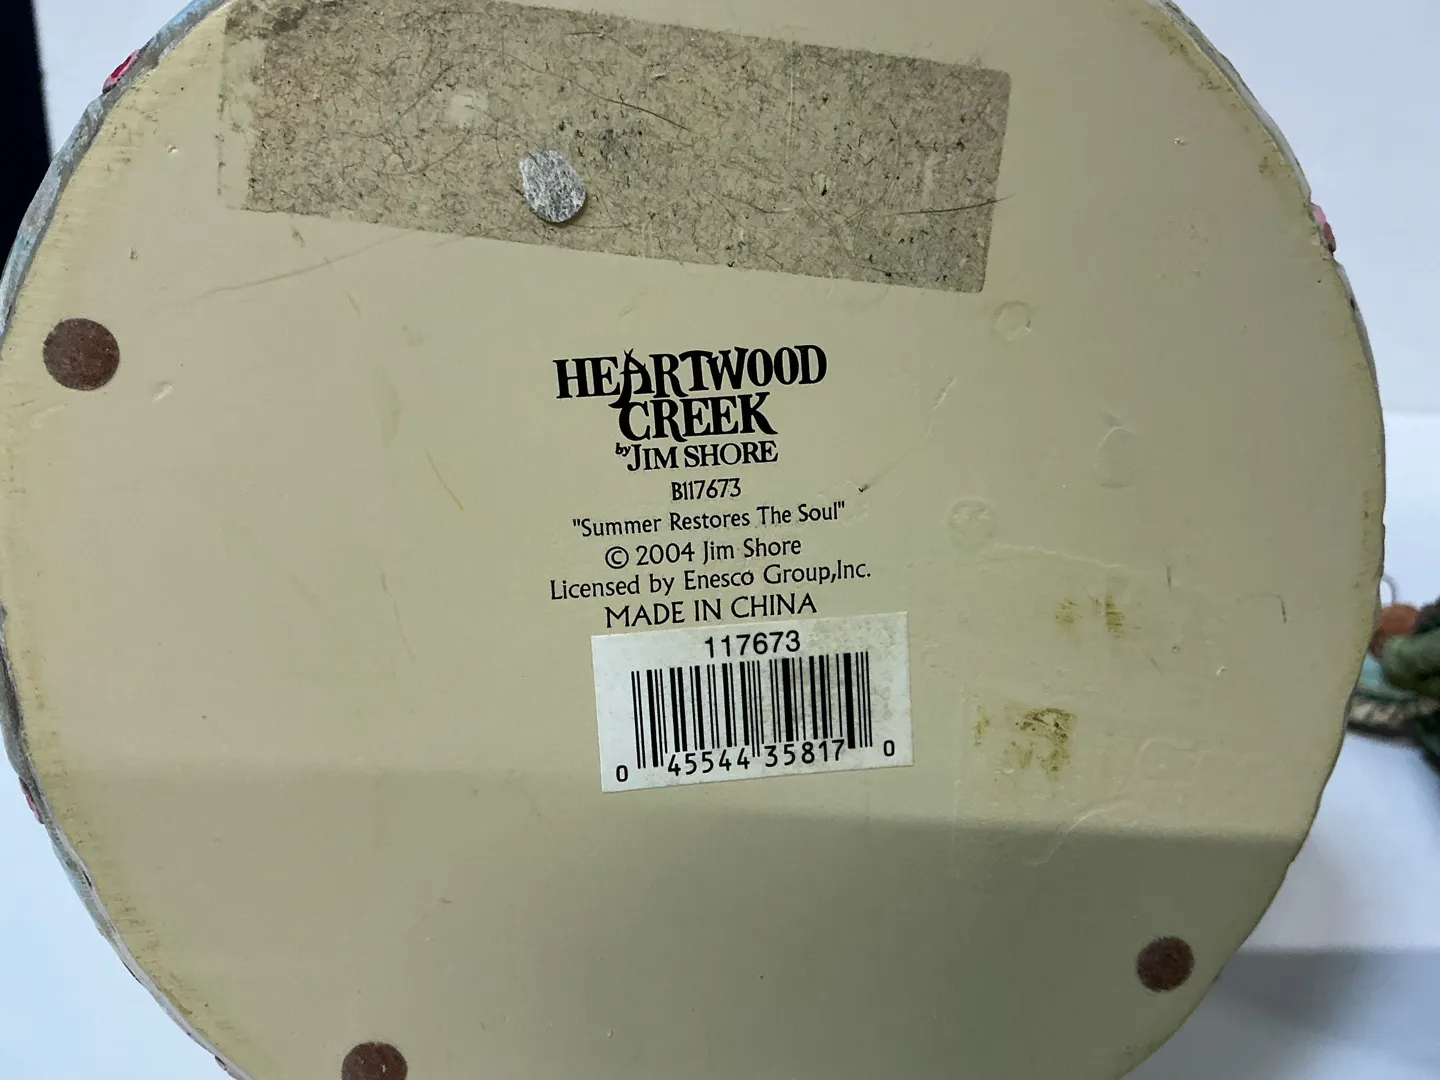 HEARTWOOD
CREEK
by JIM SHORE
B117673
"Summer Restores The Soul"
© 2004 Jim Shore
Licensed by Enesco Group,Inc.
MADE IN CHINA
117673
0 45544 35817 0